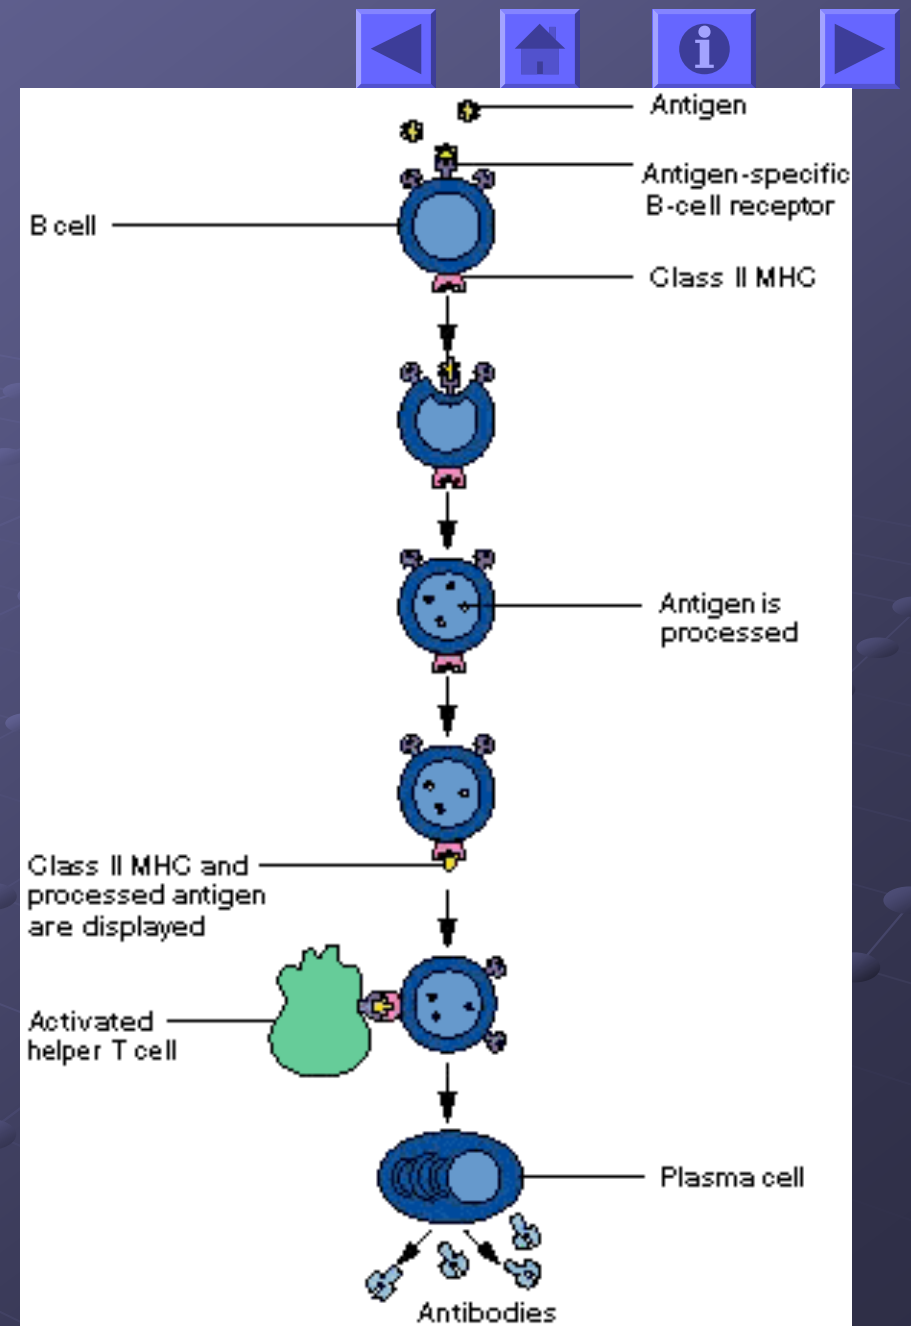 Antigen
Antigen-specific
B-cell receptor
B cell
Class II MHC
Antigen is
processed
Class II MHC and
processed antigen
are displayed
Activated
helper T cell
Plasma cell
Antibodies